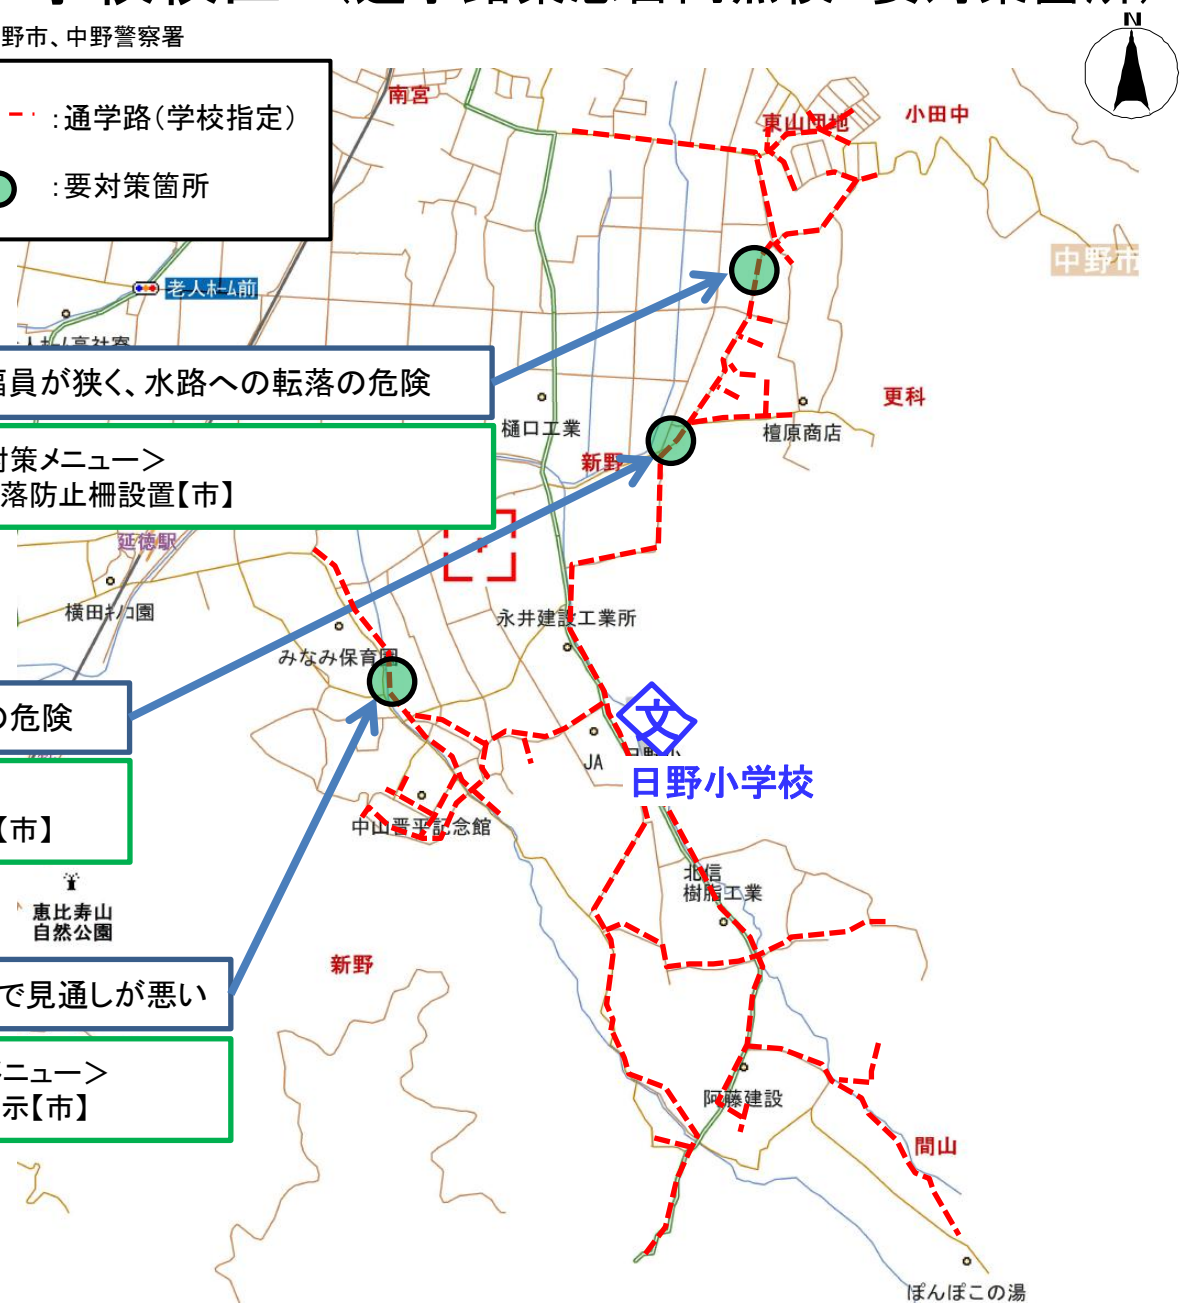 野市、中野警察署
N
:通学路(学校指定)
:要対策箇所
南宮
東山団地
小田中
中野市
老人ホーム前
員が狭く、水路への転落の危険
樋口工業
更科
檀原商店
対策メニュー＞
落防止柵設置【市】
新野
延徳駅
横田キノコ園
永井建設工業所
みなみ保育園
の危険
文
JA
日野小学校
【市】
中山晋平記念館
北信
樹脂工業
恵比寿山
自然公園
新野
で見通しが悪い
メニュー＞
示【市】
阿藤建設
間山
ぽんぽこの湯